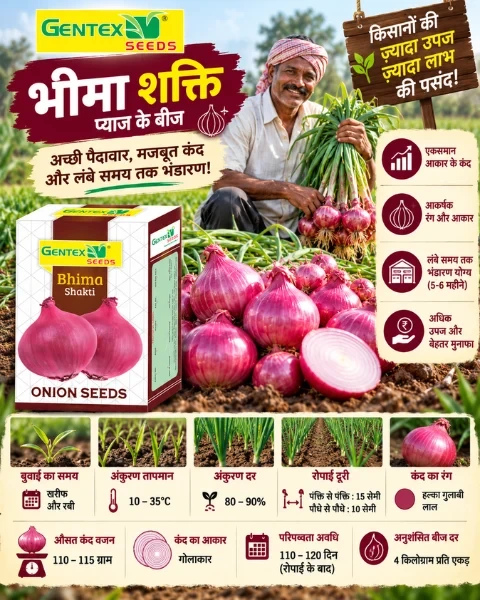 GENTEX
SEEDS
भीमा शक्ति
प्याज के बीज
अच्छी पैदावार, मजबूत कंद
और लंबे समय तक भंडारण!
किसानों की
ज़्यादा उपज
ज़्यादा लाभ
की पसंद!
एकसमान
आकार के कंद
आकर्षक
रंग और आकार
लंबे समय तक
भंडारण योग्य
(5-6 महीने)
अधिक
उपज और
बेहतर मुनाफा
GENTEX
SEEDS
Bhima
Shakti
ONION SEEDS
GENTEX
SEEDS
बुवाई का समय
खरीफ
और रबी
अंकुरण तापमान
10 – 35°C
अंकुरण दर
80 – 90%
रोपाई दूरी
पंक्ति से पंक्ति : 15 सेमी
पौधे से पौधे : 10 सेमी
कंद का रंग
हल्का गुलाबी
लाल
औसत कंद वजन
110 – 115 ग्राम
कंद का आकार
गोलाकार
परिपक्वता अवधि
110 – 120 दिन
(रोपाई के बाद)
अनुशंसित बीज दर
4 किलोग्राम प्रति एकड़